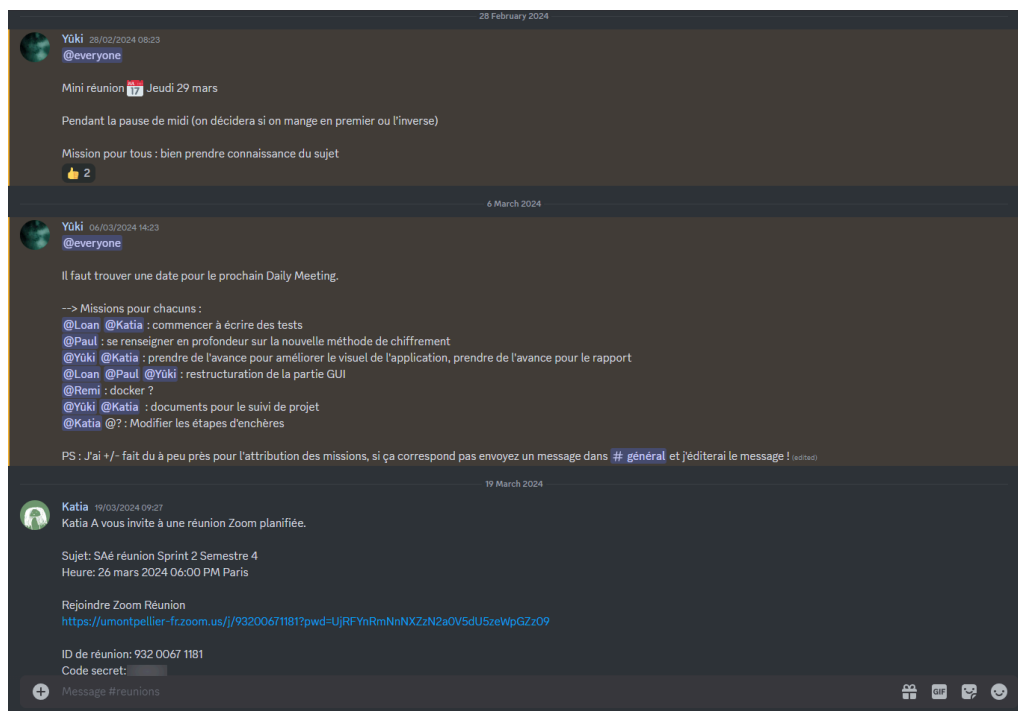 28 February 2024
Yûki 28/02/2024 08:23
@everyone
Mini réunion 📅 Jeudi 29 mars
Pendant la pause de midi (on décidera si on mange en premier ou l'inverse)
Mission pour tous : bien prendre connaissance du sujet
👍 2
6 March 2024
Yûki 06/03/2024 14:23
@everyone
Il faut trouver une date pour le prochain Daily Meeting.
--> Missions pour chacuns :
@Loan @Katia : commencer à écrire des tests
@Paul : se renseigner en profondeur sur la nouvelle méthode de chiffrement
@Yûki @Katia : prendre de l'avance pour améliorer le visuel de l'application, prendre de l'avance pour le rapport
@Loan @Paul @Yûki : restructuration de la partie GUI
@Remi : docker ?
@Yûki @Katia : documents pour le suivi de projet
@Katia @? : Modifier les étapes d'enchères
PS : J'ai +/- fait du à peu près pour l'attribution des missions, si ça correspond pas envoyez un message dans # général et j'éditerai le message ! (edited)
19 March 2024
Katia 19/03/2024 09:27
Katia A vous invite à une réunion Zoom planifiée.
Sujet: SAé réunion Sprint 2 Semestre 4
Heure: 26 mars 2024 06:00 PM Paris
Rejoindre Zoom Réunion
https://umontpellier-fr.zoom.us/j/93200671181?pwd=UjRFYnRmNnNXZzN2a0V5dU5zeWpGZz09
ID de réunion: 932 0067 1181
Code secret:
Message #reunions
GIF